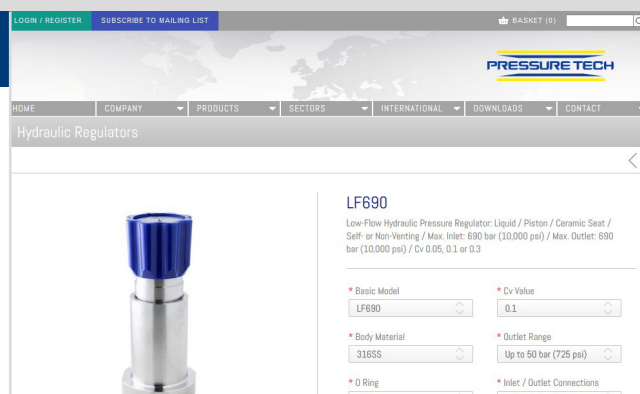 LOGIN / REGISTER SUBSCRIBE TO MAILING LIST BASKET (0)
PRESSURE TECH
HOME COMPANY PRODUCTS SECTORS INTERNATIONAL DOWNLOADS CONTACT
Hydraulic Regulators
LF690
Low-Flow Hydraulic Pressure Regulator: Liquid / Piston / Ceramic Seat /
Self- or Non-Venting / Max. Inlet: 690 bar (10,000 psi) / Max. Outlet: 690
bar (10,000 psi) / Cv 0.05, 0.1 or 0.3
* Basic Model * Cv Value
LF690 0.1
* Body Material * Outlet Range
316SS Up to 50 bar (725 psi)
* O Ring * Inlet / Outlet Connections